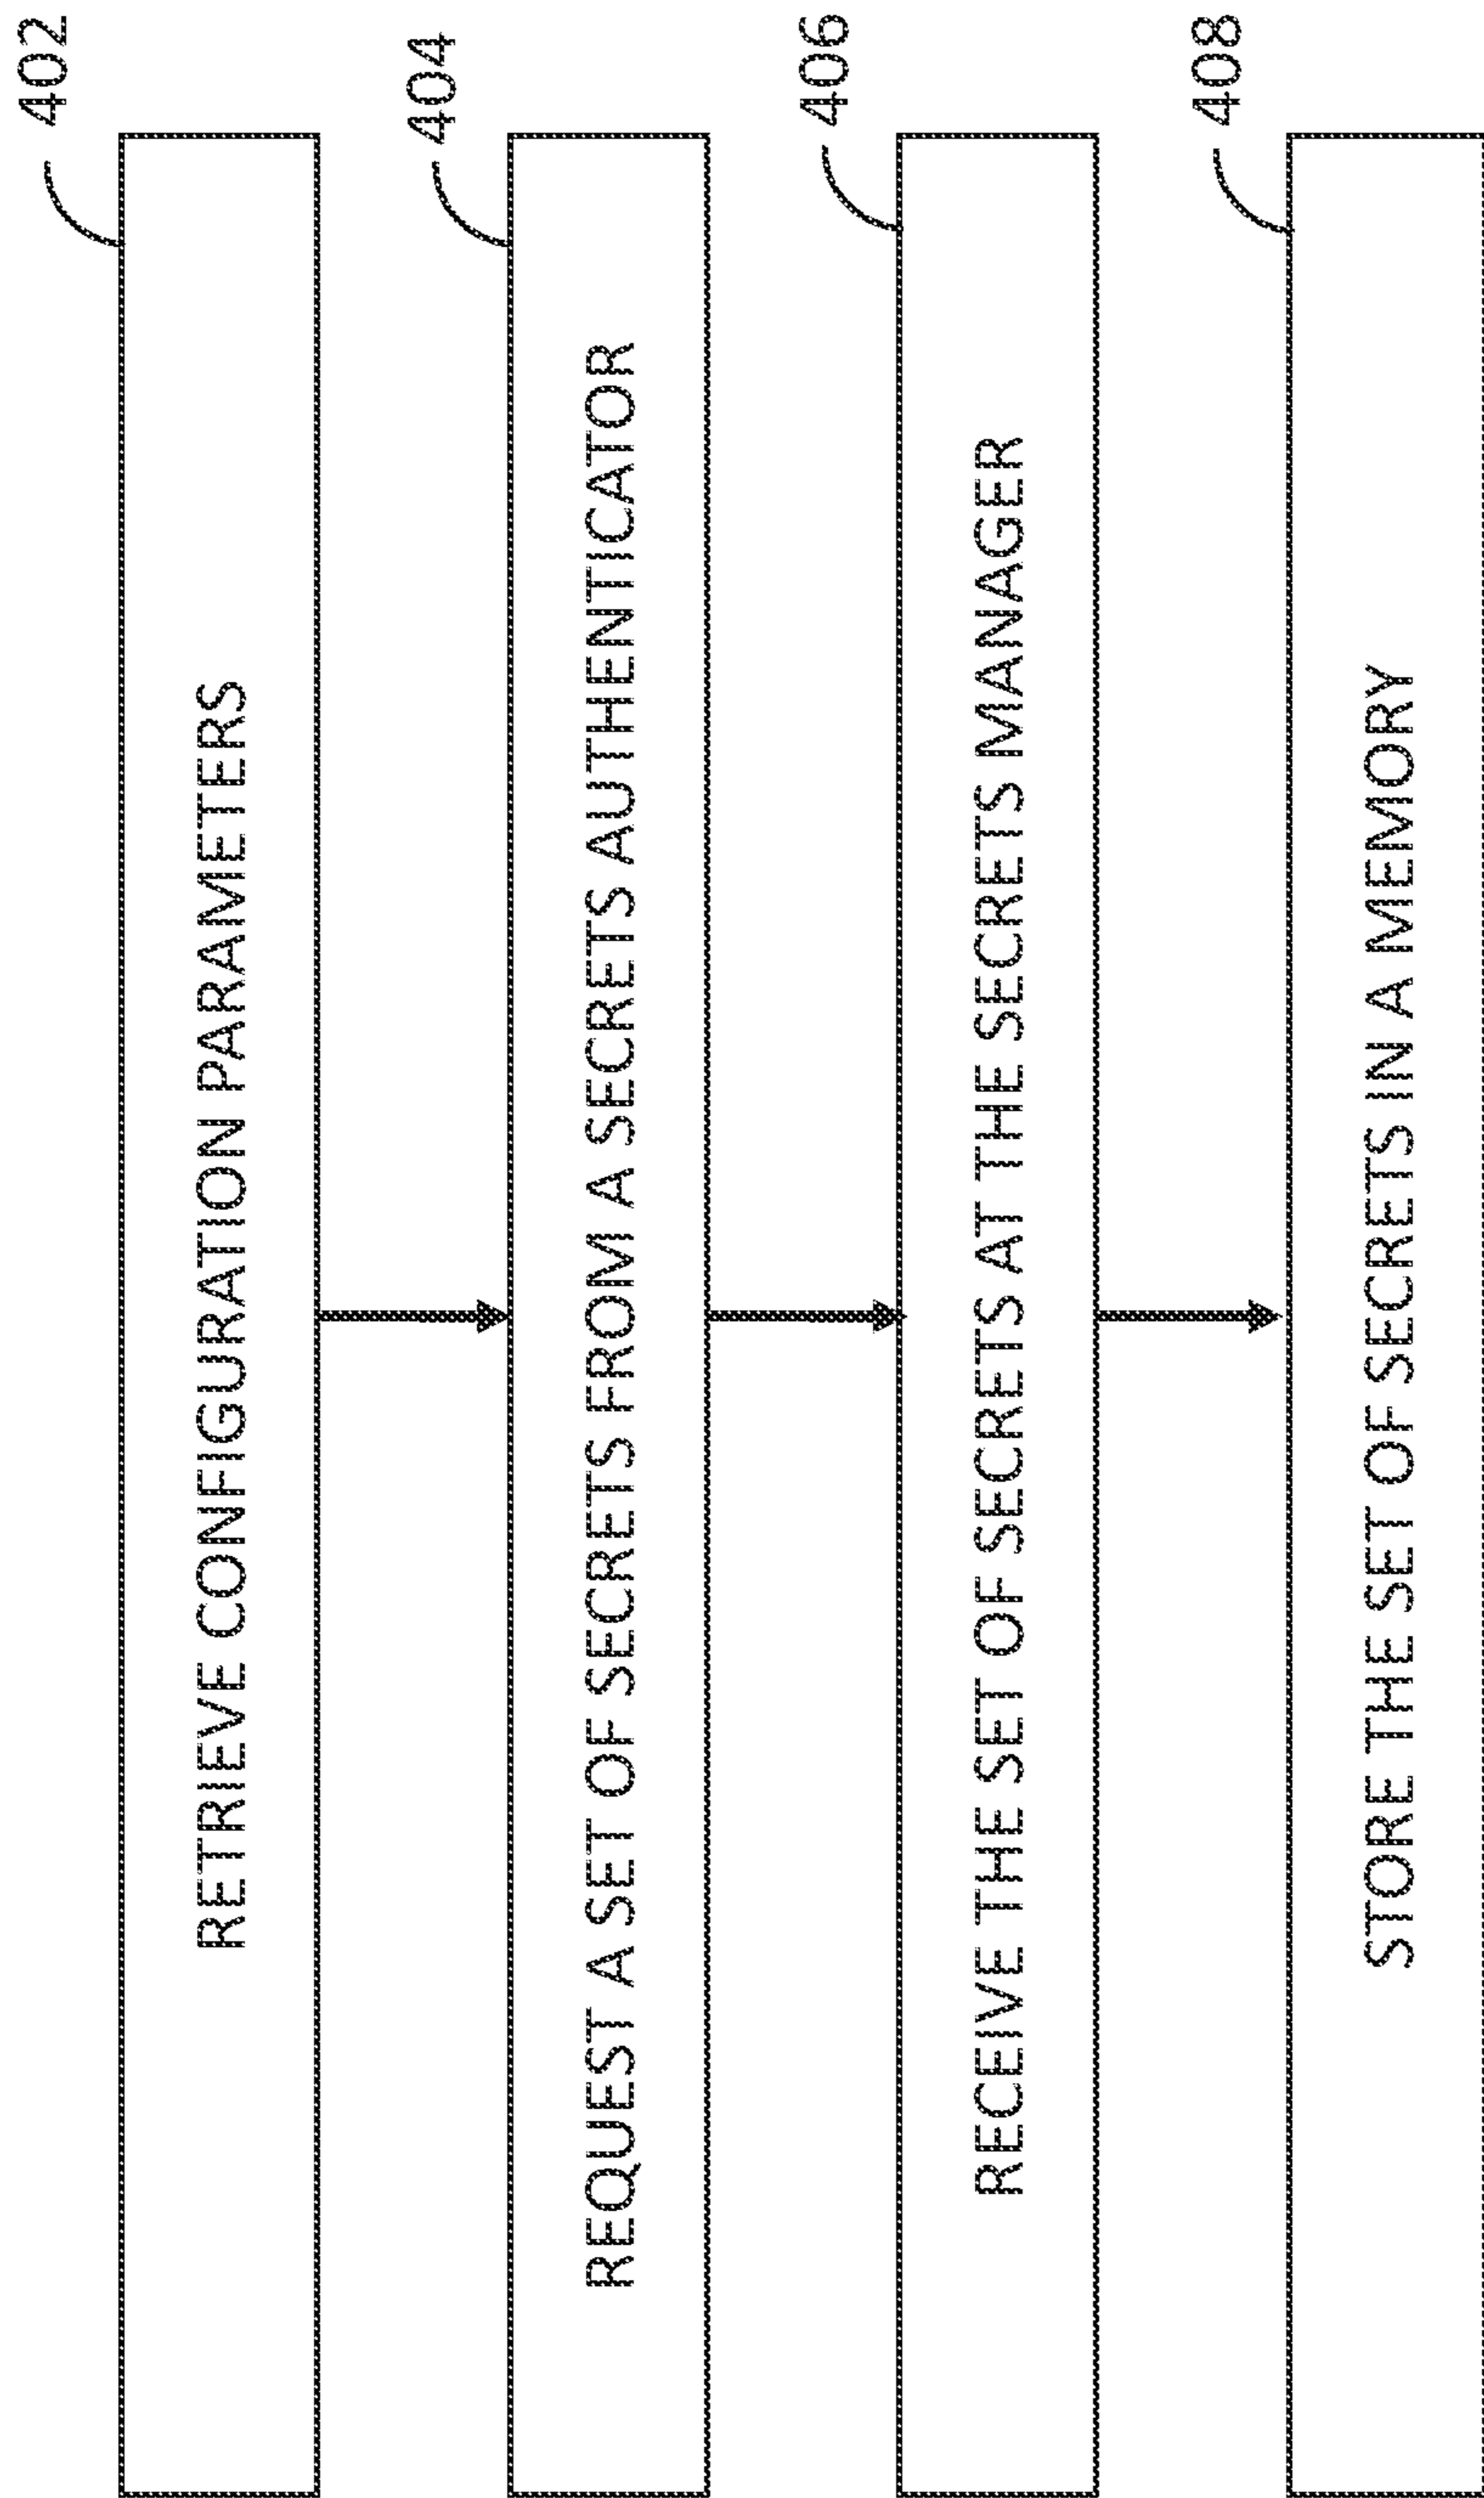 402
RETRIEVE CONFIGURATION PARAMETERS
404
REQUEST A SET OF SECRETS FROM A SECRETS AUTHENTICATOR
406
RECEIVE THE SET OF SECRETS AT THE SECRETS MANAGER
408
STORE THE SET OF SECRETS IN A MEMORY